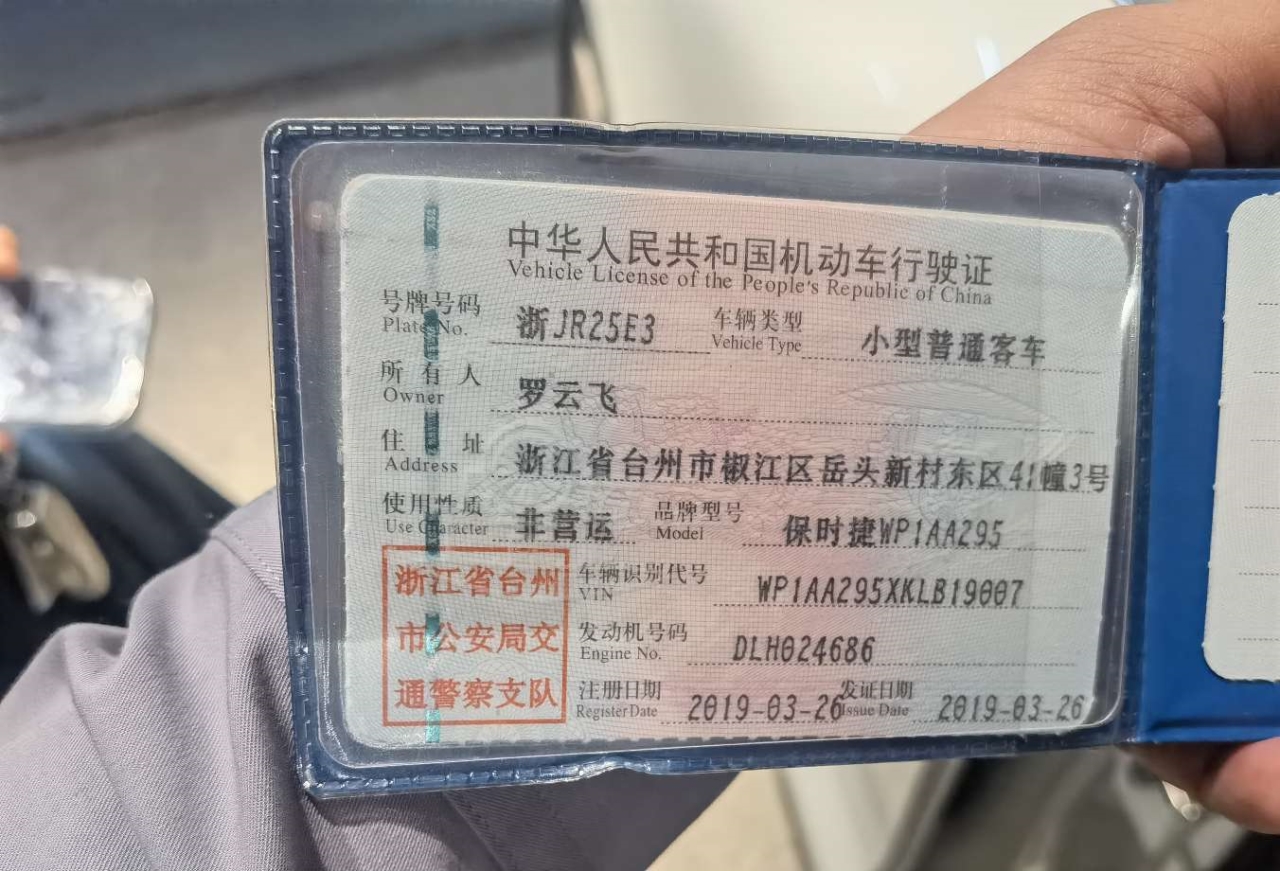 中华人民共和国机动车行驶证
Vehicle License of the People's Republic of China
号牌号码 浙JR25E3 车辆类型 小型普通客车
Plate No. Vehicle Type
所有人 罗云飞
Owner
住址 浙江省台州市椒江区岳头新村东区41幢3号
Address
使用性质 非营运 品牌型号 保时捷WP1AA295
Use Character Model
浙江省台州
市公安局交
通警察支队
车辆识别代号 WP1AA295XKLB19007
VIN
发动机号码 DLH024686
Engine No.
注册日期 2019-03-26 发证日期 2019-03-26
Register Date Issue Date